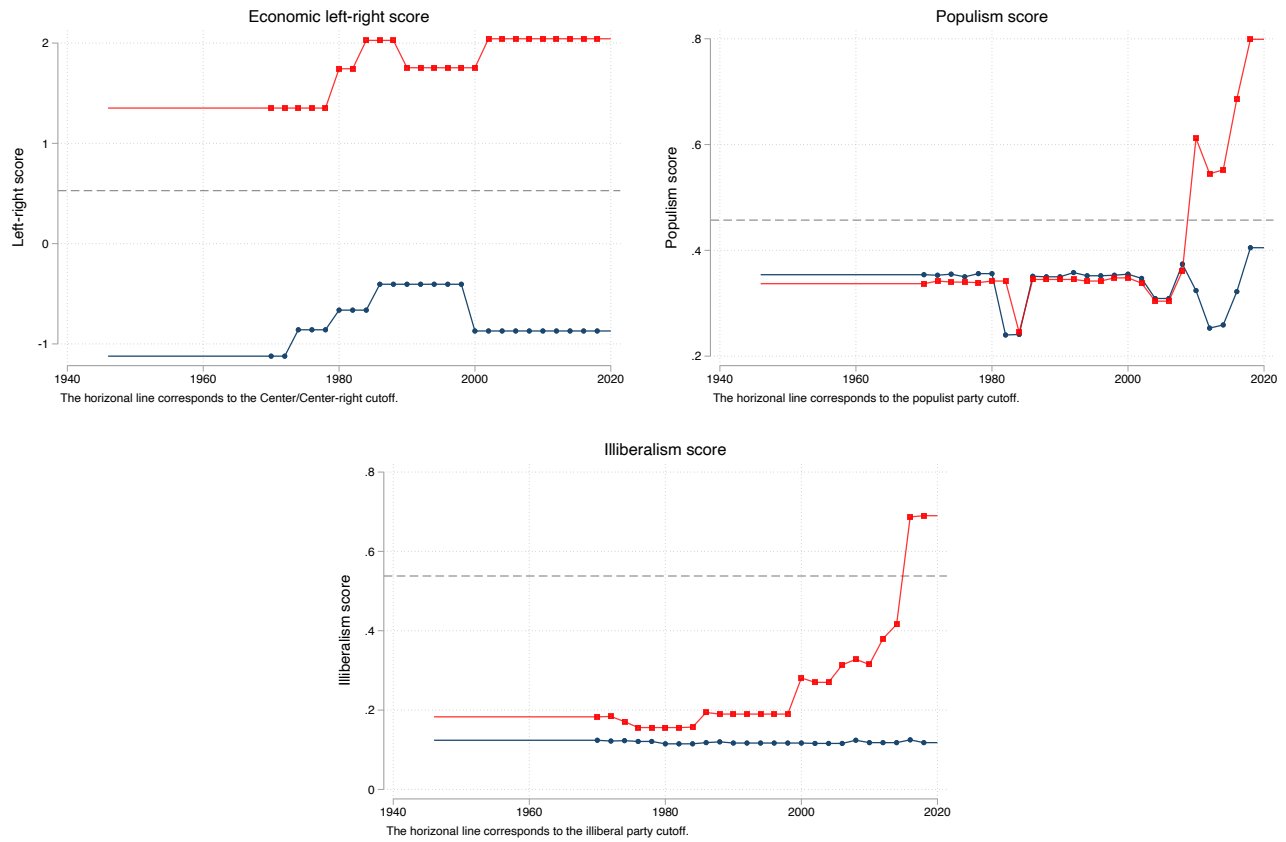 Economic left-right score
Left-right score
2
1
0
-1
1940 1960 1980 2000 2020
The horizonal line corresponds to the Center/Center-right cutoff.
Populism score
Populism score
.8
.6
.4
.2
1940 1960 1980 2000 2020
The horizonal line corresponds to the populist party cutoff.
Illiberalism score
Illiberalism score
.8
.6
.4
.2
0
1940 1960 1980 2000 2020
The horizonal line corresponds to the illiberal party cutoff.